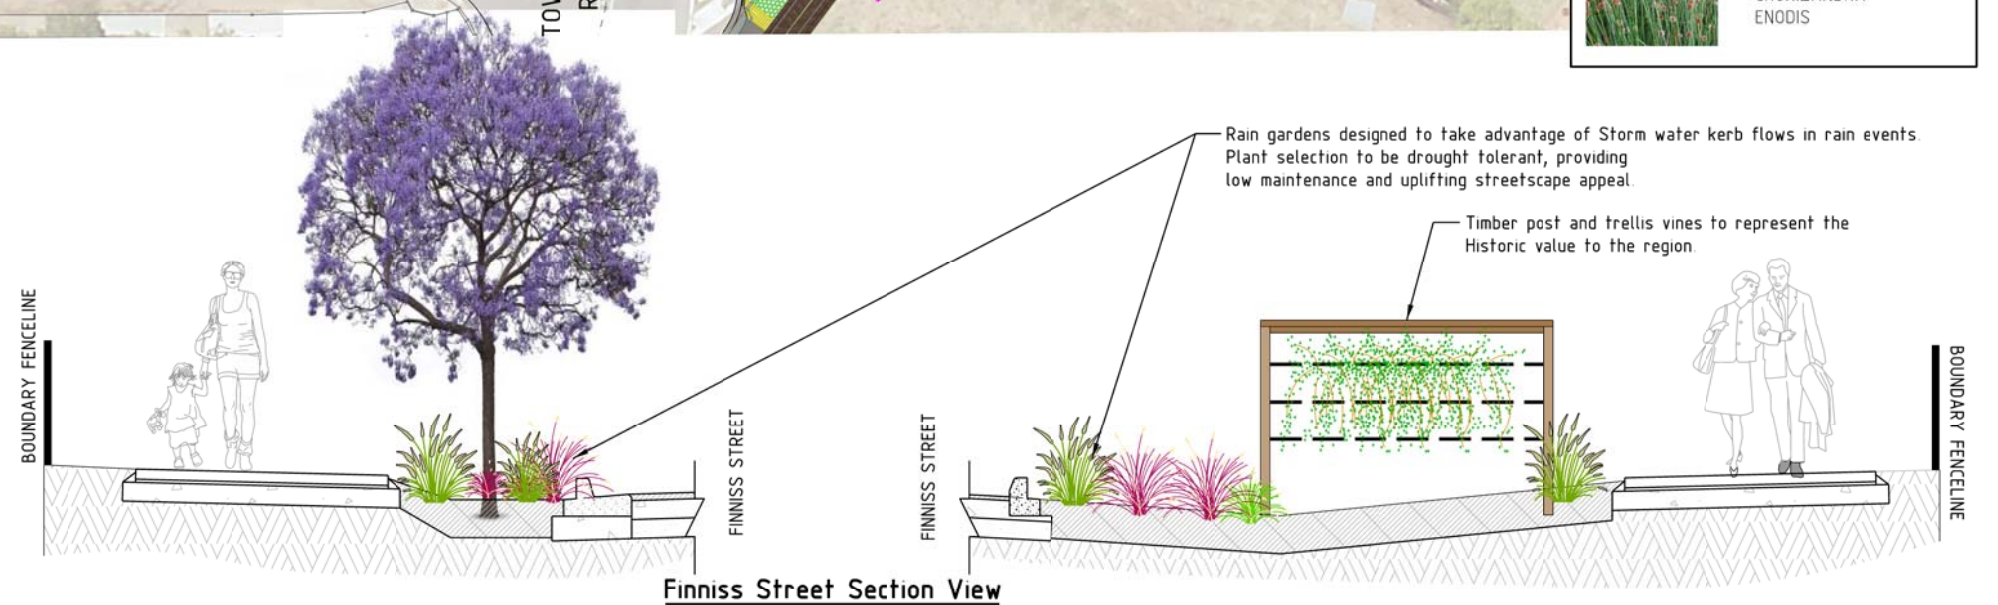 TOW
R
ENODIS
Rain gardens designed to take advantage of Storm water kerb flows in rain events.
Plant selection to be drought tolerant, providing
low maintenance and uplifting streetscape appeal.
Timber post and trellis vines to represent the
Historic value to the region.
BOUNDARY FENCELINE
FINNISS STREET
FINNISS STREET
BOUNDARY FENCELINE
Finniss Street Section View